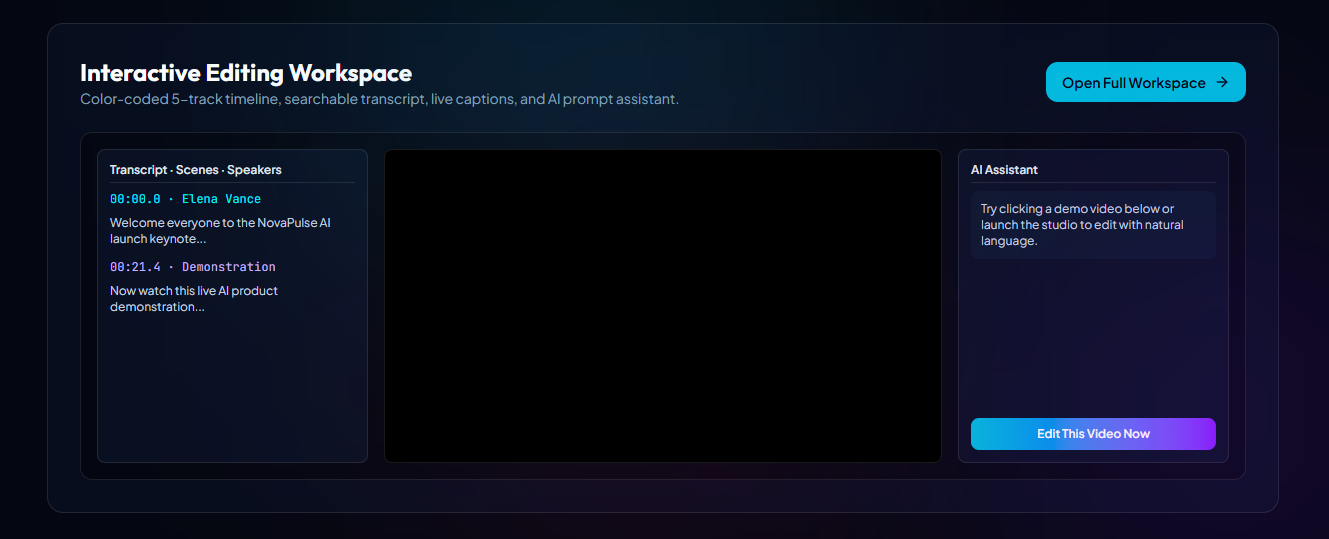 Interactive Editing Workspace
Color-coded 5-track timeline, searchable transcript, live captions, and AI prompt assistant.
Open Full Workspace →
Transcript · Scenes · Speakers
00:00.0 · Elena Vance
Welcome everyone to the NovaPulse AI
launch keynote...
00:21.4 · Demonstration
Now watch this live AI product
demonstration...
AI Assistant
Try clicking a demo video below or
launch the studio to edit with natural
language.
Edit This Video Now